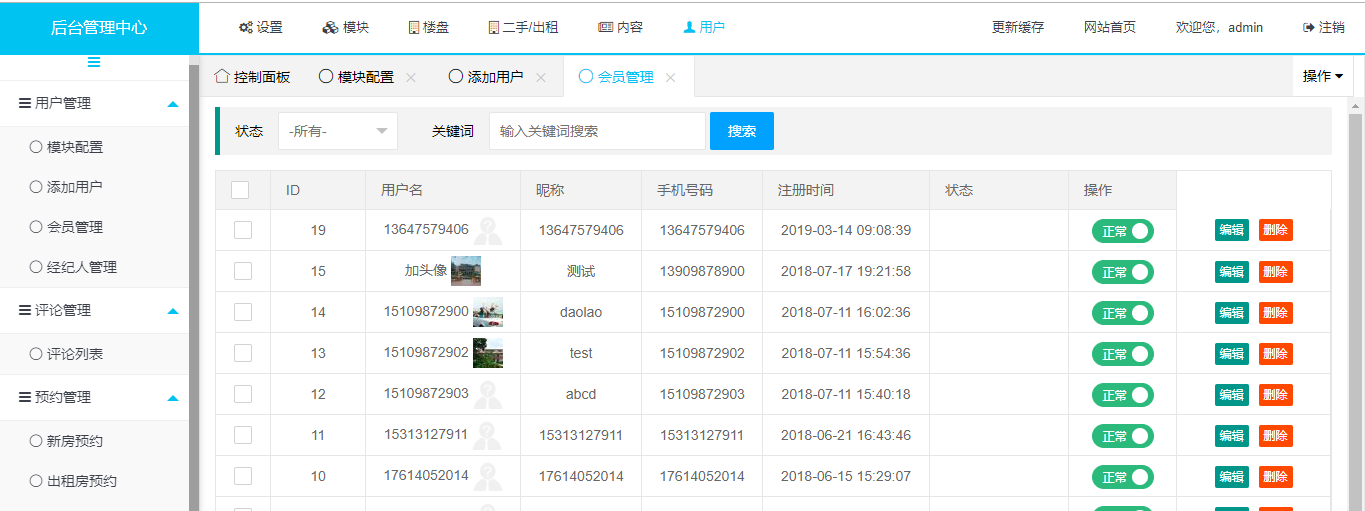 后台管理中心 设置 模块 楼盘 二手/出租 内容 用户 更新缓存 网站首页 欢迎您，admin 注销
控制面板 模块配置 × 添加用户 × 会员管理 × 操作
用户管理
模块配置
添加用户
会员管理
经纪人管理
评论管理
评论列表
预约管理
新房预约
出租房预约
状态 -所有- 关键词 输入关键词搜索 搜索
ID 用户名 昵称 手机号码 注册时间 状态 操作
19 13647579406 13647579406 13647579406 2019-03-14 09:08:39 正常 编辑 删除
15 加头像 测试 13909878900 2018-07-17 19:21:58 正常 编辑 删除
14 15109872900 daolao 15109872900 2018-07-11 16:02:36 正常 编辑 删除
13 15109872902 test 15109872902 2018-07-11 15:54:36 正常 编辑 删除
12 15109872903 abcd 15109872903 2018-07-11 15:40:18 正常 编辑 删除
11 15313127911 15313127911 15313127911 2018-06-21 16:43:46 正常 编辑 删除
10 17614052014 17614052014 17614052014 2018-06-15 15:29:07 正常 编辑 删除